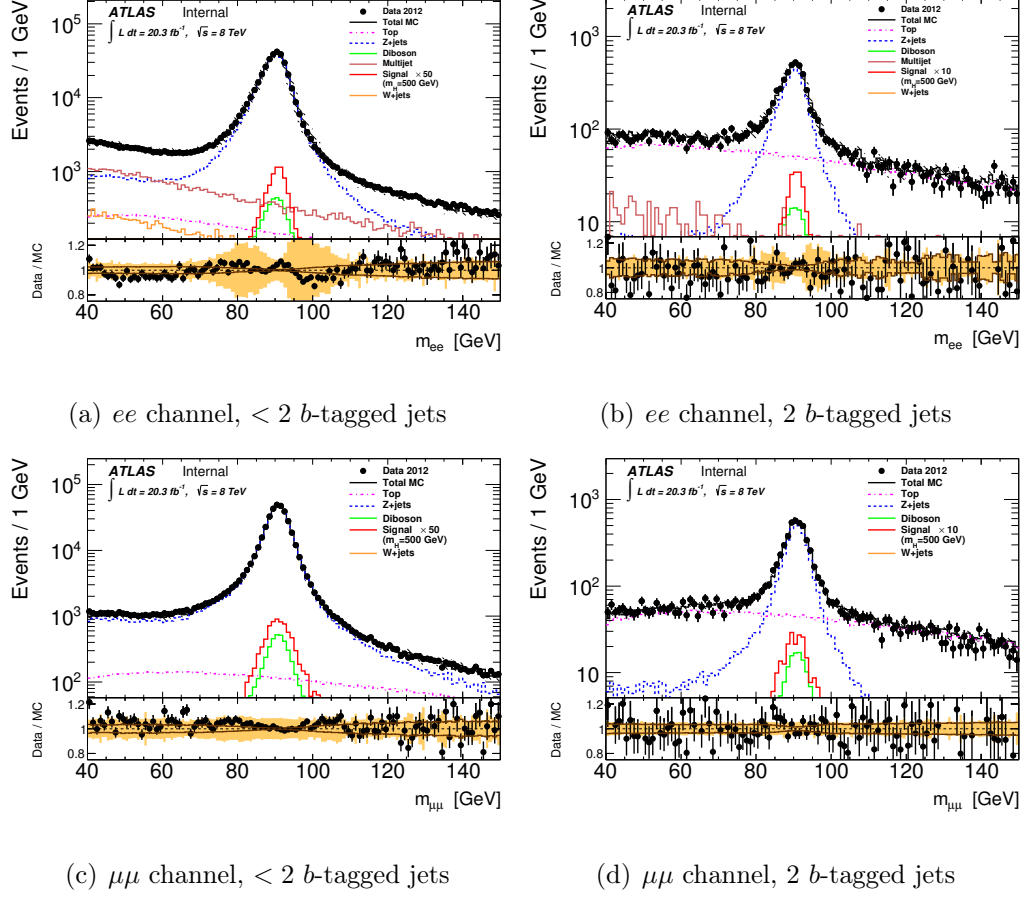 ATLAS Internal
∫ L dt = 20.3 fb⁻¹, √s = 8 TeV
Data 2012
Total MC
Top
Z+jets
Diboson
Multijet
Signal × 50
(m_H=500 GeV)
W+jets
Events / 1 GeV
10⁵
10⁴
10³
Data / MC
1.2
1
0.8
40 60 80 100 120 140
m_ee [GeV]
(a) ee channel, < 2 b-tagged jets
ATLAS Internal
∫ L dt = 20.3 fb⁻¹, √s = 8 TeV
Data 2012
Total MC
Top
Z+jets
Diboson
Multijet
Signal × 10
(m_H=500 GeV)
W+jets
Events / 1 GeV
10³
10²
10
Data / MC
1.2
1
0.8
40 60 80 100 120 140
m_ee [GeV]
(b) ee channel, 2 b-tagged jets
ATLAS Internal
∫ L dt = 20.3 fb⁻¹, √s = 8 TeV
Data 2012
Total MC
Top
Z+jets
Diboson
Signal × 50
(m_H=500 GeV)
W+jets
Events / 1 GeV
10⁵
10⁴
10³
10²
Data / MC
1.2
1
0.8
40 60 80 100 120 140
m_μμ [GeV]
(c) μμ channel, < 2 b-tagged jets
ATLAS Internal
∫ L dt = 20.3 fb⁻¹, √s = 8 TeV
Data 2012
Total MC
Top
Z+jets
Diboson
Signal × 10
(m_H=500 GeV)
W+jets
Events / 1 GeV
10³
10²
10
Data / MC
1.2
1
0.8
40 60 80 100 120 140
m_μμ [GeV]
(d) μμ channel, 2 b-tagged jets